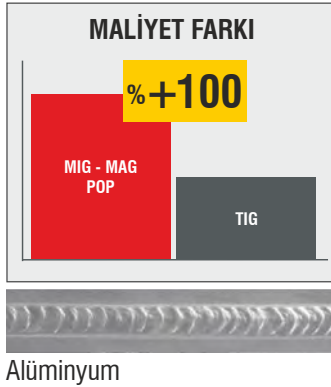 MALİYET FARKI
%+100
MIG - MAG
POP
TIG
Alüminyum